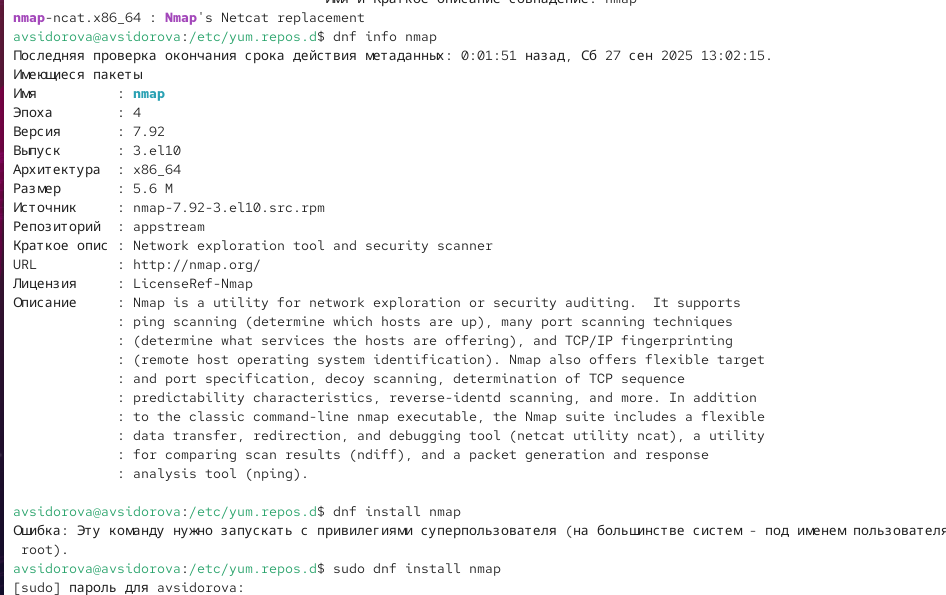 Имя и Краткое описание совпадение: nmap
nmap-ncat.x86_64 : Nmap's Netcat replacement
avsidorova@avsidorova:/etc/yum.repos.d$ dnf info nmap
Последняя проверка окончания срока действия метаданных: 0:01:51 назад, Сб 27 сен 2025 13:02:15.
Имеющиеся пакеты
Имя          : nmap
Эпоха        : 4
Версия       : 7.92
Выпуск       : 3.el10
Архитектура  : x86_64
Размер       : 5.6 M
Источник     : nmap-7.92-3.el10.src.rpm
Репозиторий  : appstream
Краткое опис : Network exploration tool and security scanner
URL          : http://nmap.org/
Лицензия     : LicenseRef-Nmap
Описание     : Nmap is a utility for network exploration or security auditing.  It supports
             : ping scanning (determine which hosts are up), many port scanning techniques
             : (determine what services the hosts are offering), and TCP/IP fingerprinting
             : (remote host operating system identification). Nmap also offers flexible target
             : and port specification, decoy scanning, determination of TCP sequence
             : predictability characteristics, reverse-identd scanning, and more. In addition
             : to the classic command-line nmap executable, the Nmap suite includes a flexible
             : data transfer, redirection, and debugging tool (netcat utility ncat), a utility
             : for comparing scan results (ndiff), and a packet generation and response
             : analysis tool (nping).
avsidorova@avsidorova:/etc/yum.repos.d$ dnf install nmap
Ошибка: Эту команду нужно запускать с привилегиями суперпользователя (на большинстве систем - под именем пользователя
 root).
avsidorova@avsidorova:/etc/yum.repos.d$ sudo dnf install nmap
[sudo] пароль для avsidorova: